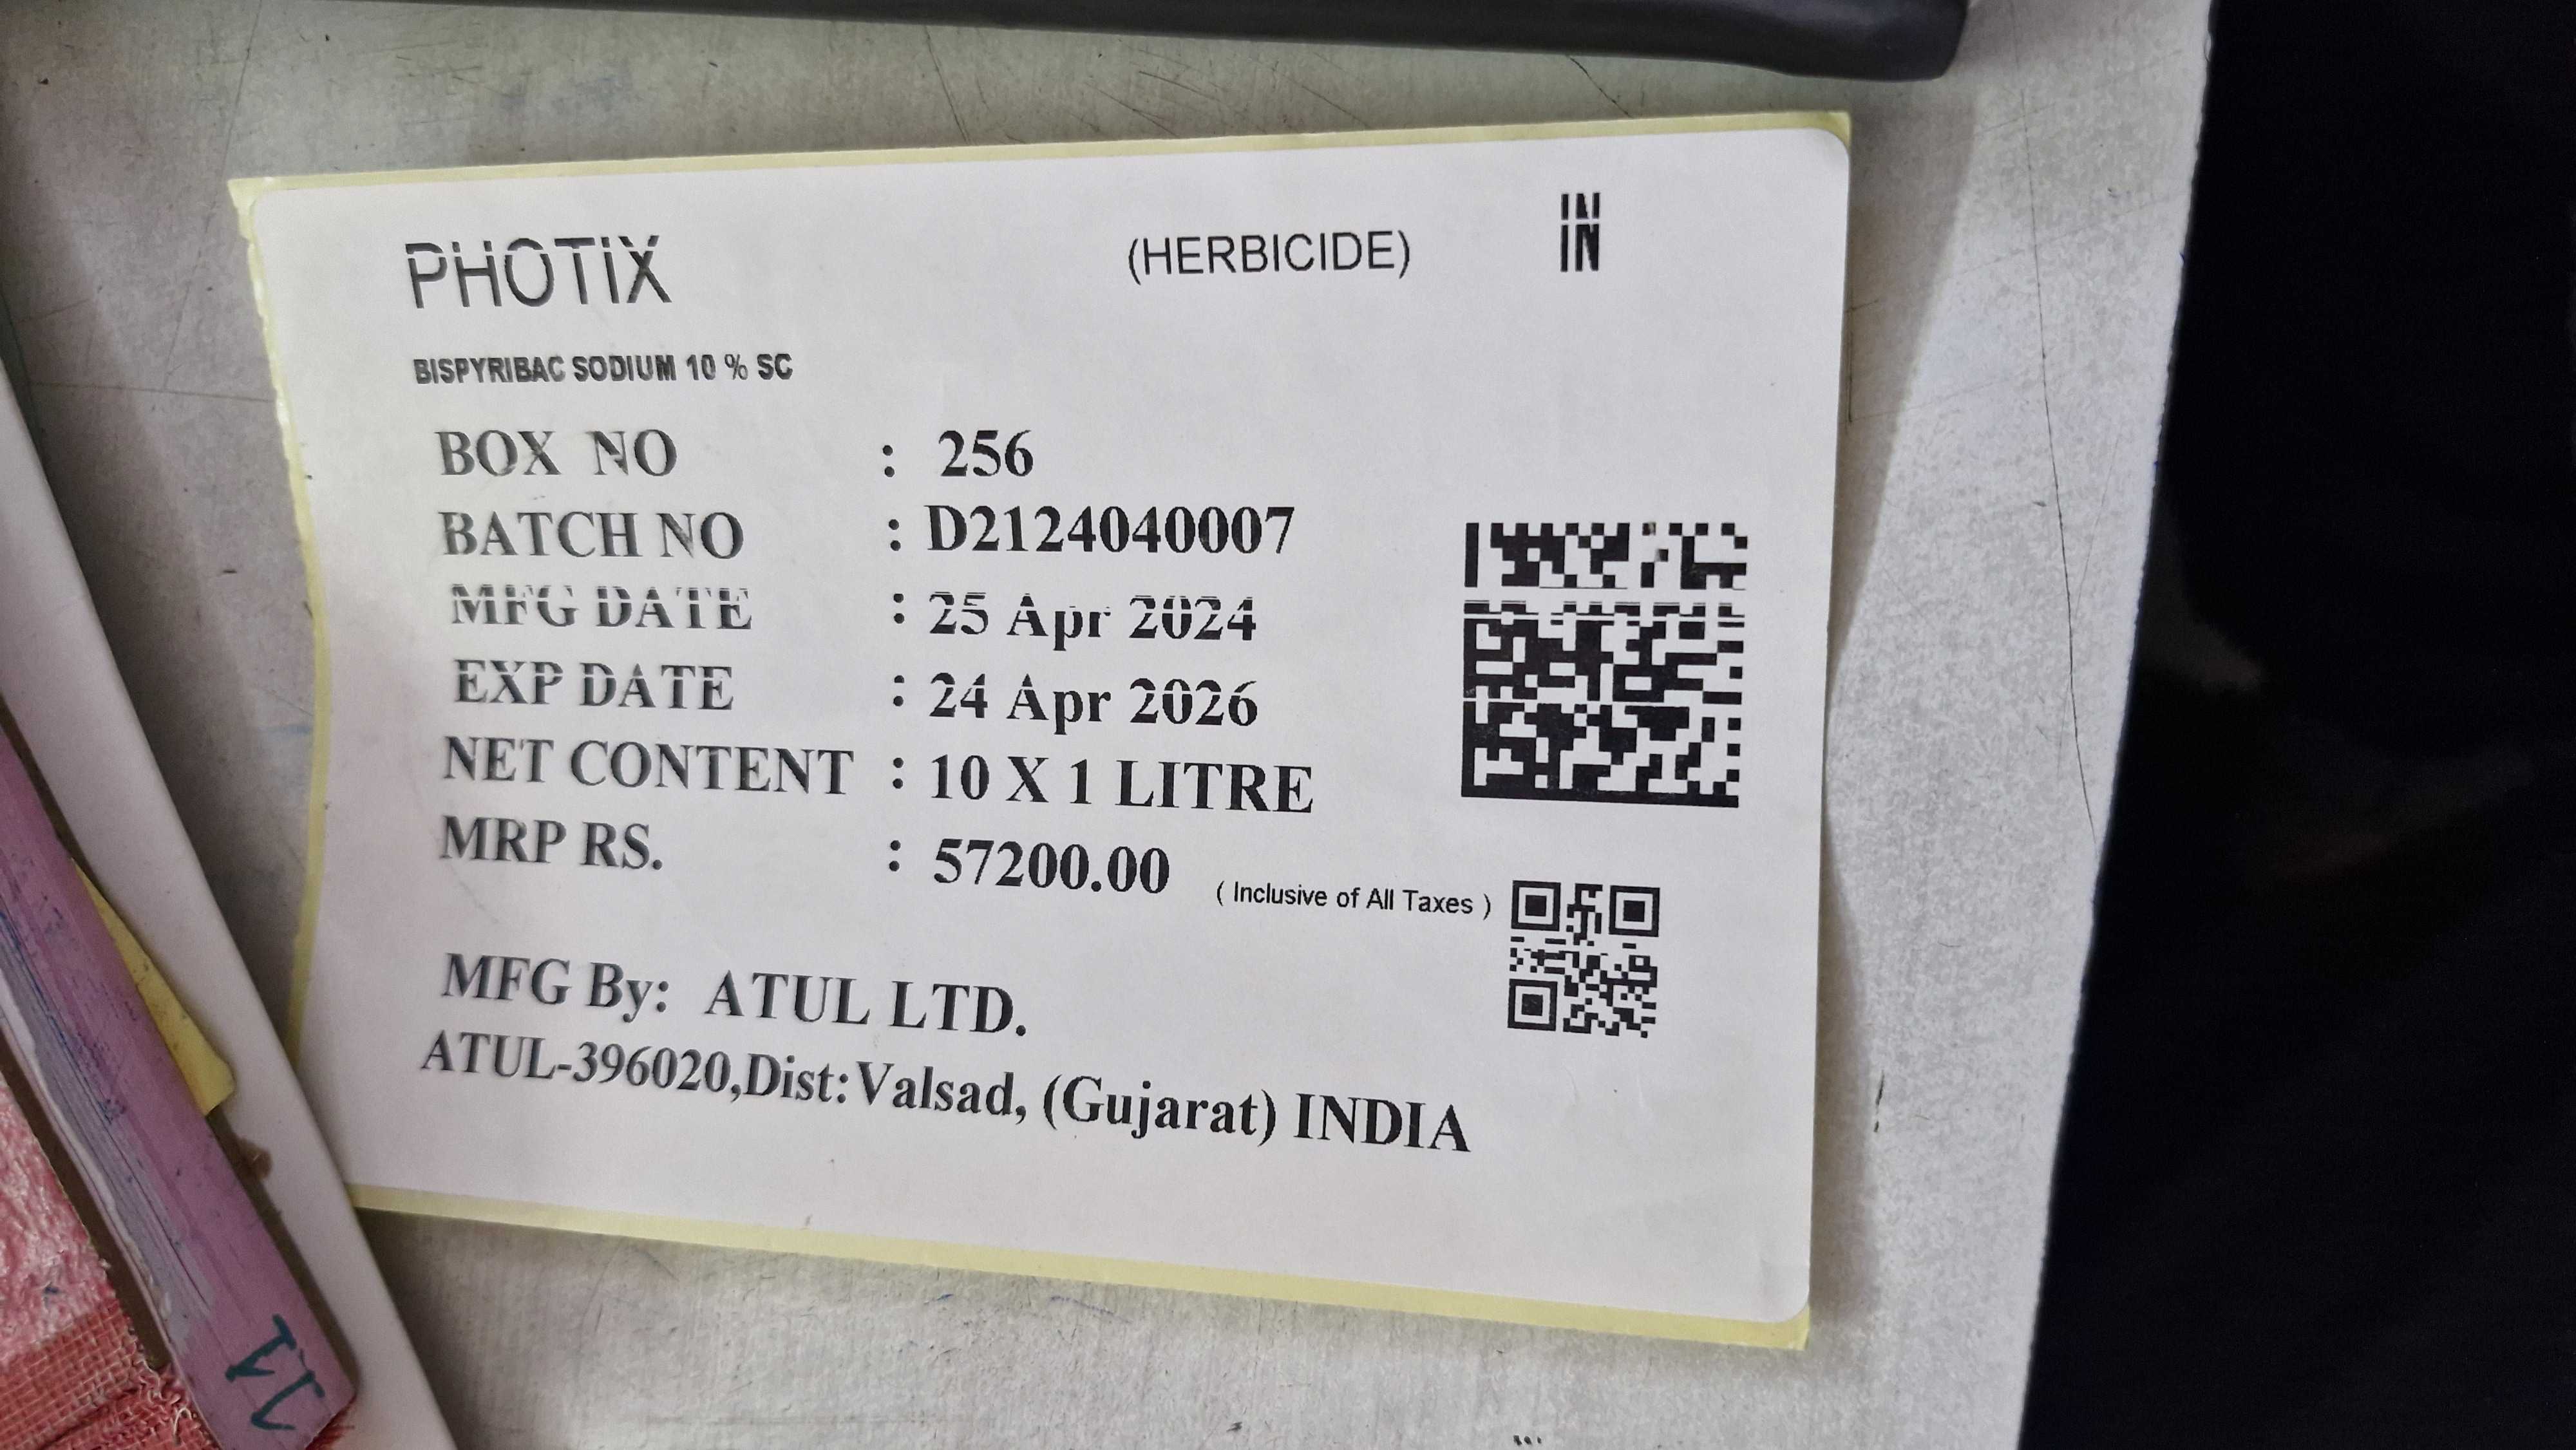 PHOTIX (HERBICIDE) IN
IN
BISPYRIBAC SODIUM 10 % SC
BOX NO : 256
BATCH NO : D2124040007
MFG DATE : 25 Apr 2024
EXP DATE : 24 Apr 2026
NET CONTENT : 10 X 1 LITRE
MRP RS. : 57200.00 ( Inclusive of All Taxes )
MFG By: ATUL LTD.
ATUL-396020,Dist:Valsad, (Gujarat) INDIA